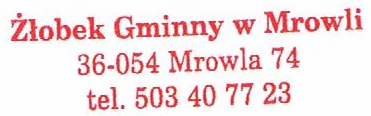 Żłobek Gminny w Mrowli
36-054 Mrowla 74
tel. 503 40 77 23